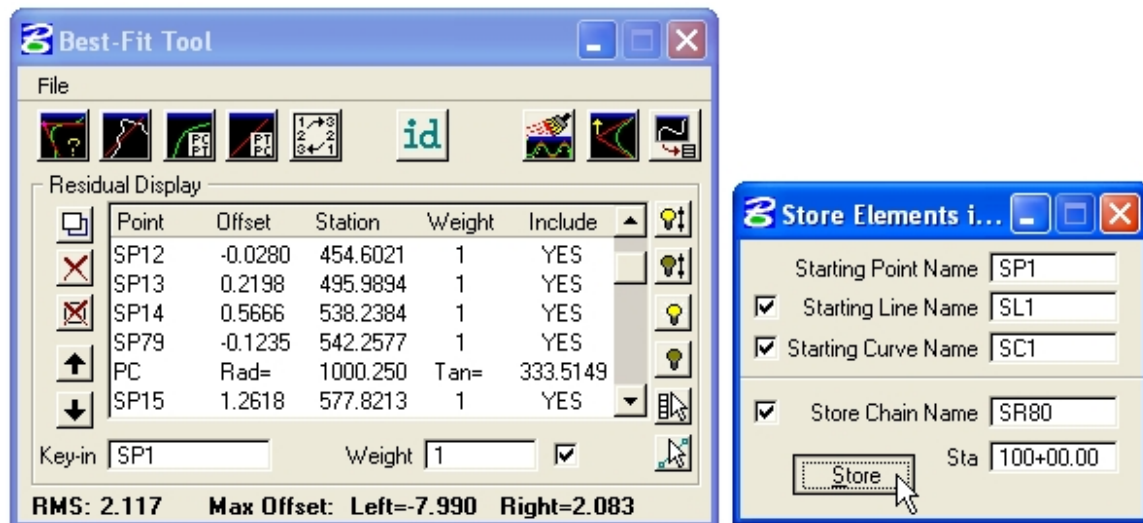 Best-Fit Tool
File
id
Residual Display
Point Offset Station Weight Include
SP12 -0.0280 454.6021 1 YES
SP13 0.2198 495.9894 1 YES
SP14 0.5666 538.2384 1 YES
SP79 -0.1235 542.2577 1 YES
PC Rad= 1000.250 Tan= 333.5149
SP15 1.2618 577.8213 1 YES
Key-in SP1 Weight 1
RMS: 2.117 Max Offset: Left=-7.990 Right=2.083
Store Elements i...
Starting Point Name SP1
Starting Line Name SL1
Starting Curve Name SC1
Store Chain Name SR80
Sta 100+00.00
Store